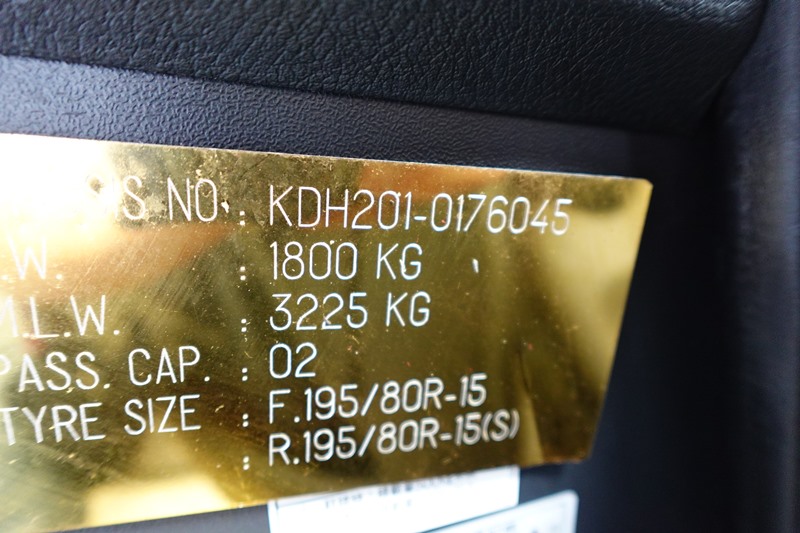 S NO : KDH201-0176045
.W. : 1800 KG
M.L.W. : 3225 KG
PASS. CAP. : 02
TYRE SIZE : F.195/80R-15
: R.195/80R-15(S)